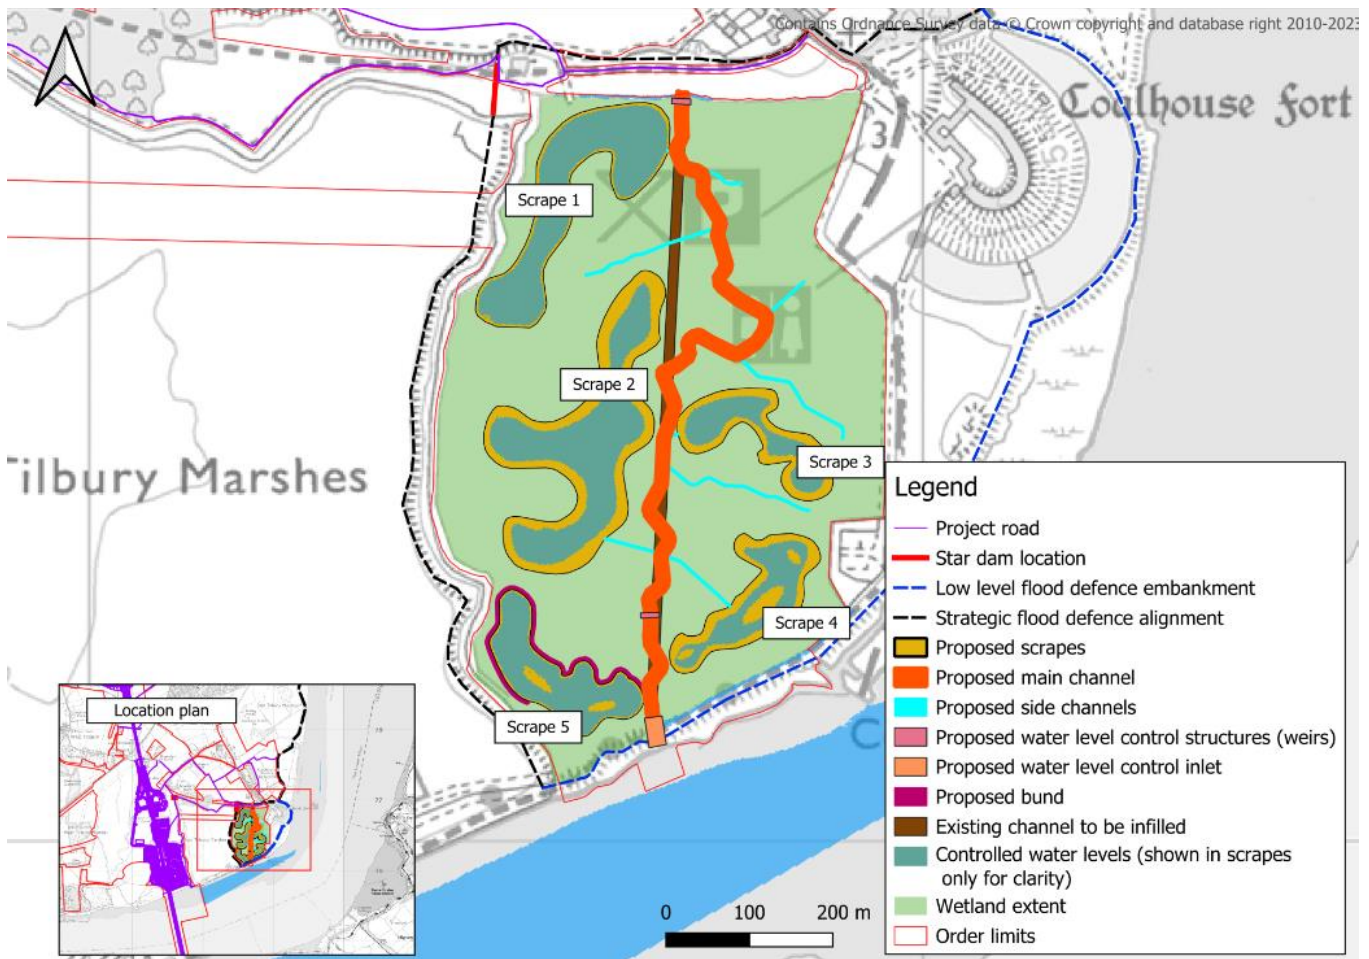 Contains Ordnance Survey data © Crown copyright and database right 2010-2023
Coalhouse Fort
3
P
Scrape 1
Scrape 2
Scrape 3
Tilbury Marshes
Scrape 4
Scrape 5
C
Legend
Project road
Star dam location
Low level flood defence embankment
Strategic flood defence alignment
Proposed scrapes
Proposed main channel
Proposed side channels
Proposed water level control structures (weirs)
Proposed water level control inlet
Proposed bund
Existing channel to be infilled
Controlled water levels (shown in scrapes
only for clarity)
Wetland extent
Order limits
Location plan
0 100 200 m